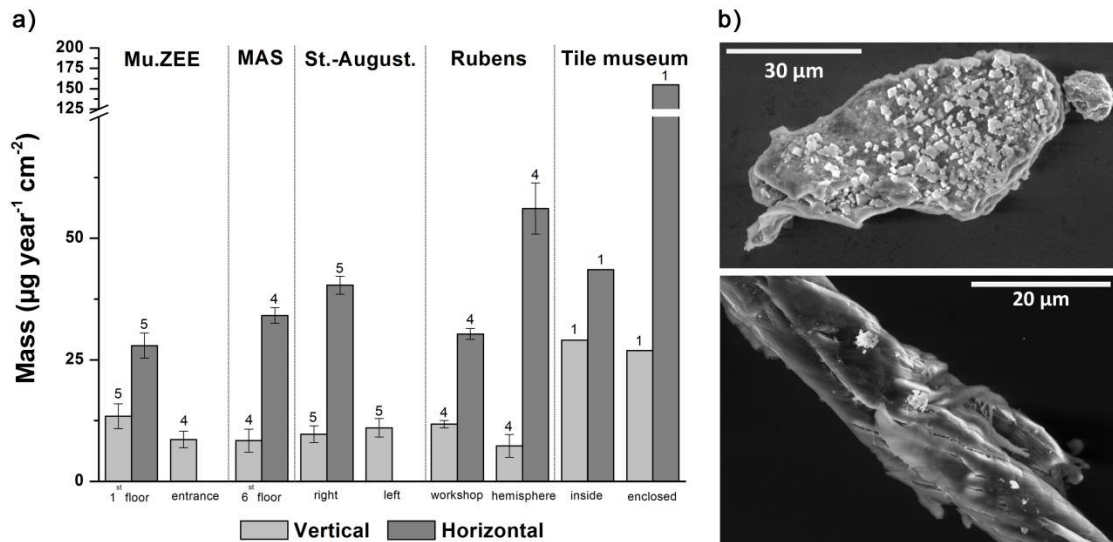 a)
b)
Mu.ZEE MAS St.-August. Rubens Tile museum
Mass (µg year-1 cm-2)
200
175
150
125
50
25
0
5 5 4 4 4 5 5 5 4 4 4 4 1 1 1 1
1st floor entrance 6st floor right left workshop hemisphere inside enclosed
Vertical Horizontal
30 µm
20 µm